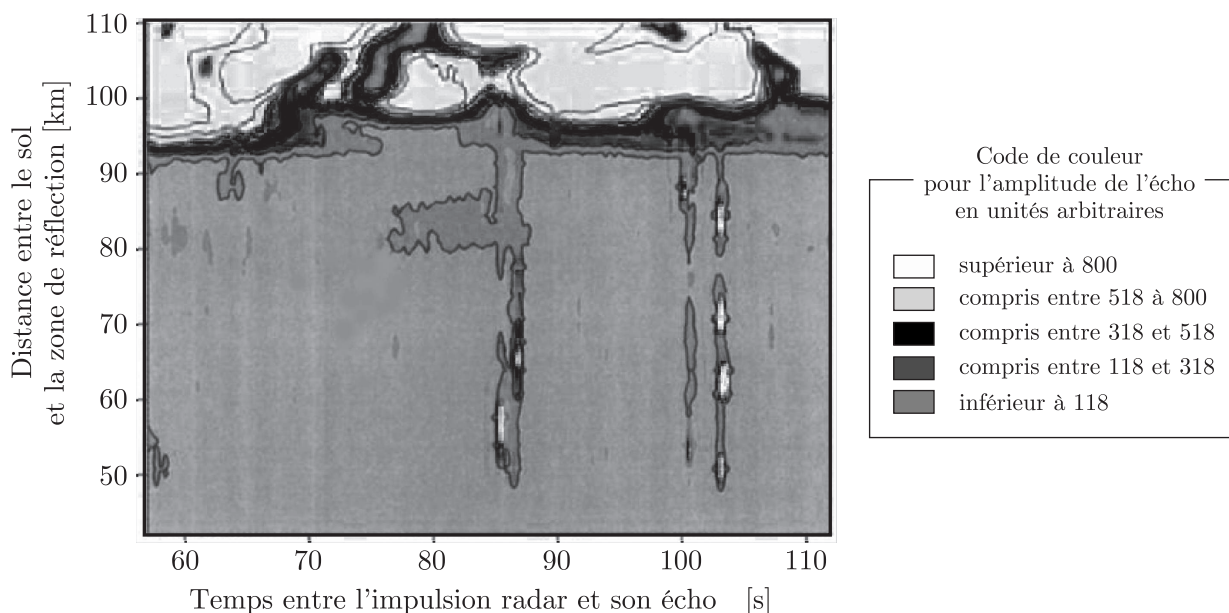 Distance entre le sol
et la zone de réflection [km]
110
100
90
80
70
60
50
60 70 80 90 100 110
Temps entre l'impulsion radar et son écho [s]
Code de couleur
pour l'amplitude de l'écho
en unités arbitraires
supérieur à 800
compris entre 518 à 800
compris entre 318 et 518
compris entre 118 et 318
inférieur à 118